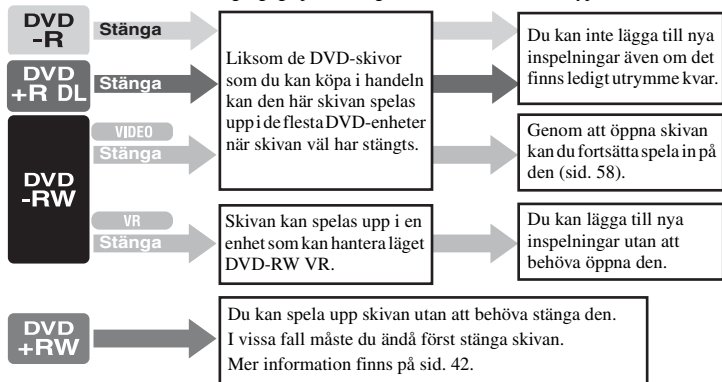 DVD
-R
Stänga
DVD
+R DL
Stänga
Liksom de DVD-skivor
som du kan köpa i handeln
kan den här skivan spelas
upp i de flesta DVD-enheter
när skivan väl har stängts.
Du kan inte lägga till nya
inspelningar även om det
finns ledigt utrymme kvar.
DVD
-RW
VIDEO
Stänga
Genom att öppna skivan
kan du fortsätta spela in på
den (sid. 58).
VR
Stänga
Skivan kan spelas upp i en
enhet som kan hantera läget
DVD-RW VR.
Du kan lägga till nya
inspelningar utan att
behöva öppna den.
DVD
+RW
Du kan spela upp skivan utan att behöva stänga den.
I vissa fall måste du ändå först stänga skivan.
Mer information finns på sid. 42.